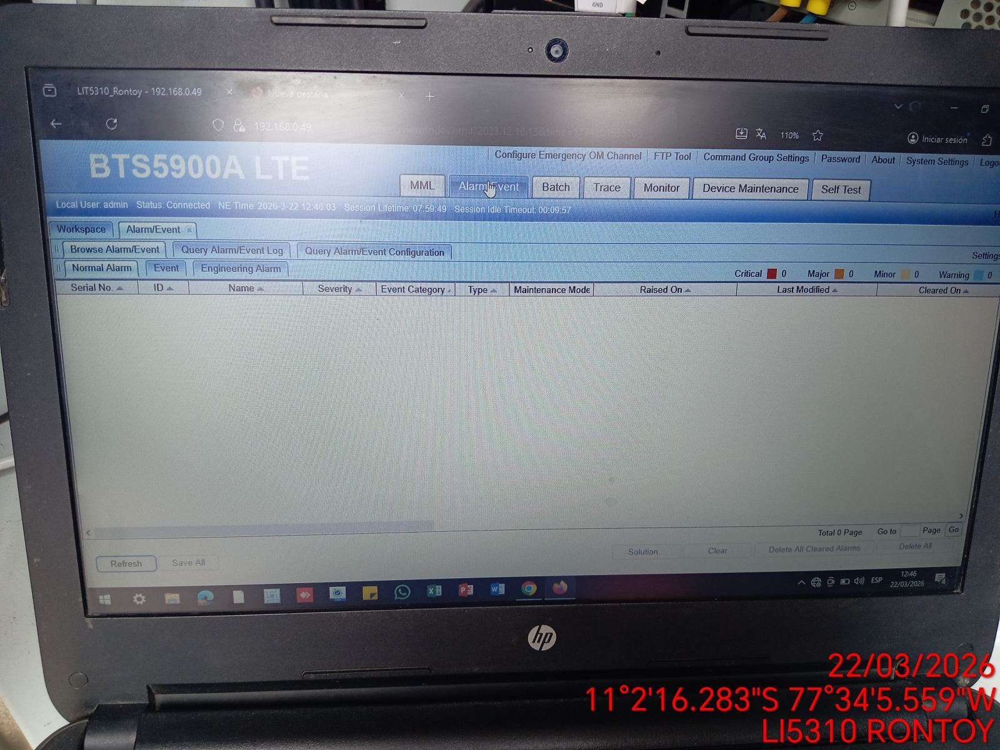 GND
LIT5310_Rontoy - 192.168.0.49
Nueva pestaña
192.168.0.49
110%
Iniciar sesión
BTS5900A LTE
Configure Emergency OM Channel FTP Tool Command Group Settings Password About System Settings Logo
MML Alarm/Event Batch Trace Monitor Device Maintenance Self Test
Local User: admin Status: Connected NE Time: 2026-3-22 12:46:03 Session Lifetime: 07:59:49 Session Idle Timeout: 00:09:57 H
Workspace Alarm/Event
Browse Alarm/Event Query Alarm/Event Log Query Alarm/Event Configuration Settings
Normal Alarm Event Engineering Alarm Critical 0 Major 0 Minor 0 Warning 0
Serial No. ID Name Severity Event Category Type Maintenance Mode Raised On Last Modified Cleared On
Total 0 Page Go to Page Go
Solution... Clear Delete All Cleared Alarms Delete All
Refresh Save All
ESP 12:46
22/03/2026
hp
22/03/2026
11°2'16.283"S 77°34'5.559"W
LI5310 RONTOY